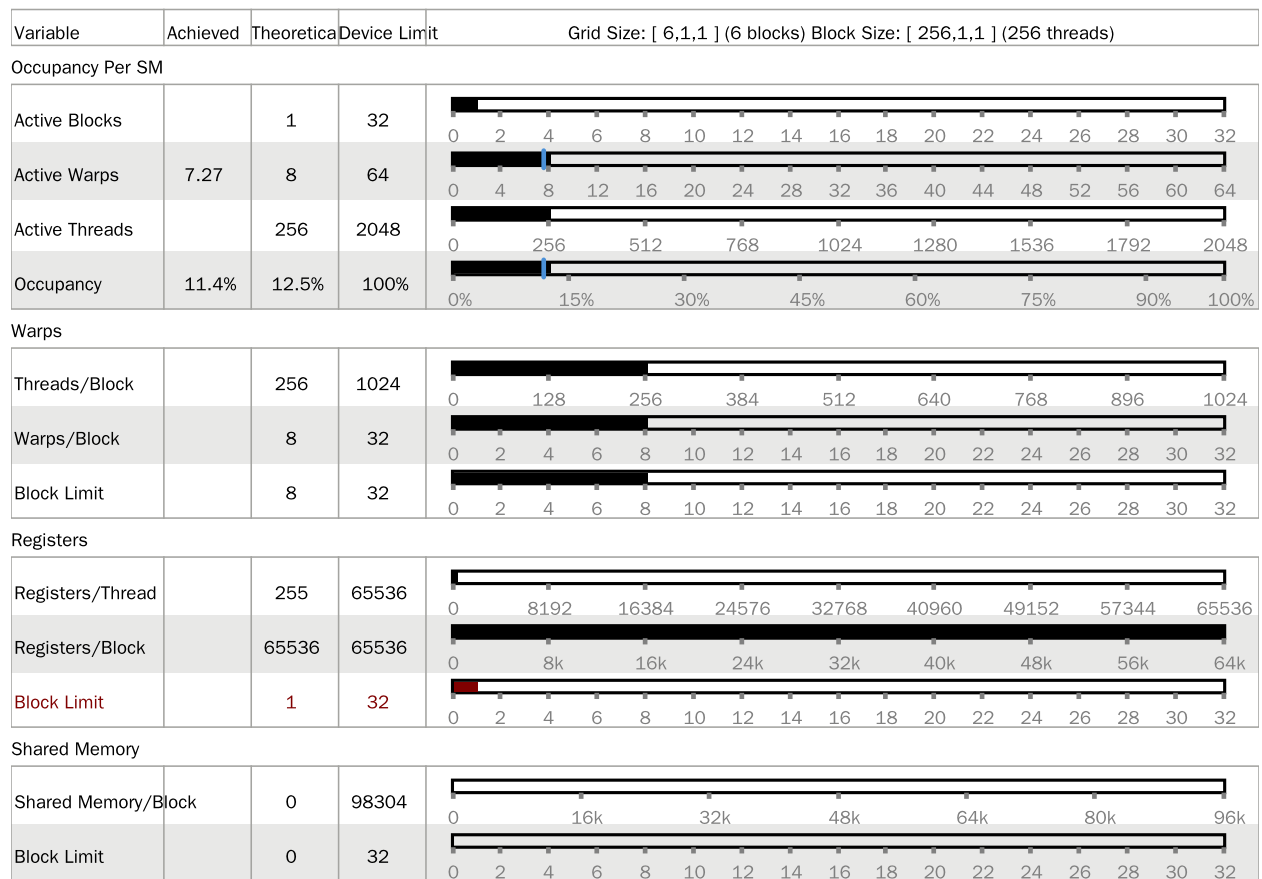 Variable Achieved Theoretica Device Limit Grid Size: [ 6,1,1 ] (6 blocks) Block Size: [ 256,1,1 ] (256 threads)
Occupancy Per SM
Active Blocks 1 32
0 2 4 6 8 10 12 14 16 18 20 22 24 26 28 30 32
Active Warps 7.27 8 64
0 4 8 12 16 20 24 28 32 36 40 44 48 52 56 60 64
Active Threads 256 2048
0 256 512 768 1024 1280 1536 1792 2048
Occupancy 11.4% 12.5% 100%
0% 15% 30% 45% 60% 75% 90% 100%
Warps
Threads/Block 256 1024
0 128 256 384 512 640 768 896 1024
Warps/Block 8 32
0 2 4 6 8 10 12 14 16 18 20 22 24 26 28 30 32
Block Limit 8 32
0 2 4 6 8 10 12 14 16 18 20 22 24 26 28 30 32
Registers
Registers/Thread 255 65536
0 8192 16384 24576 32768 40960 49152 57344 65536
Registers/Block 65536 65536
0 8k 16k 24k 32k 40k 48k 56k 64k
Block Limit 1 32
0 2 4 6 8 10 12 14 16 18 20 22 24 26 28 30 32
Shared Memory
Shared Memory/Block 0 98304
0 16k 32k 48k 64k 80k 96k
Block Limit 0 32
0 2 4 6 8 10 12 14 16 18 20 22 24 26 28 30 32